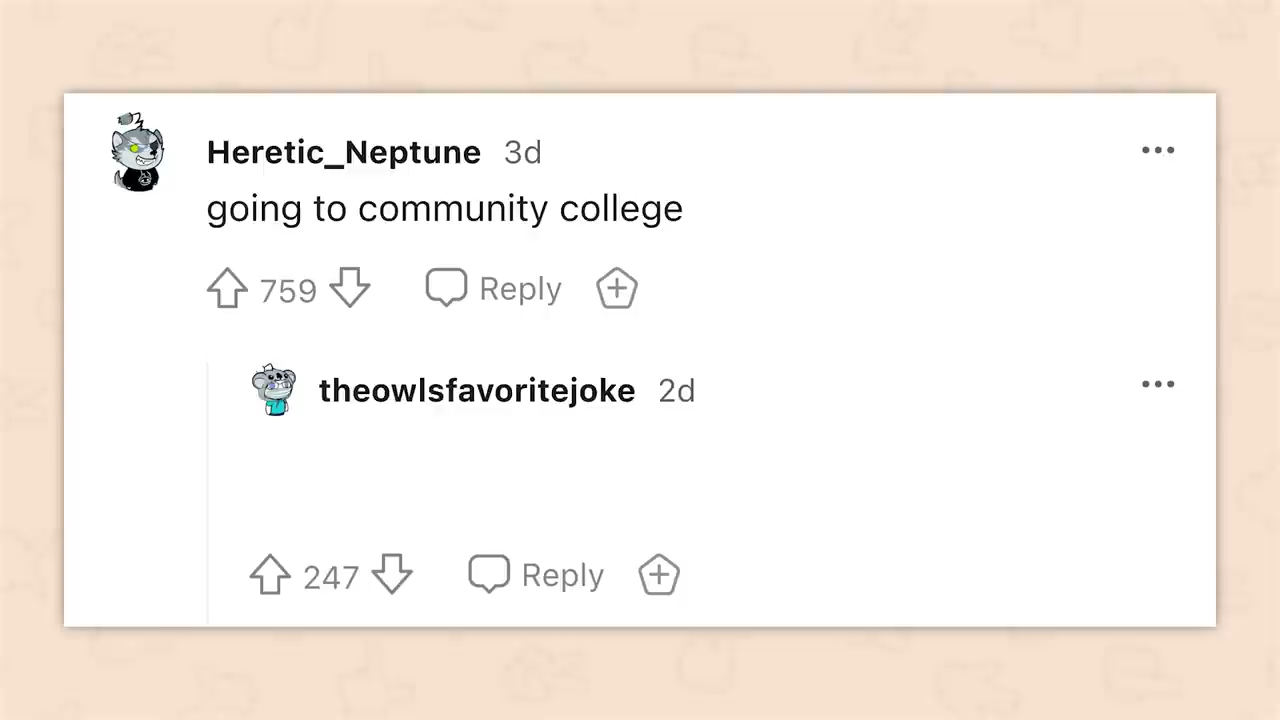 Heretic_Neptune 3d
going to community college
759 Reply
theowlsfavoritejoke 2d
247 Reply